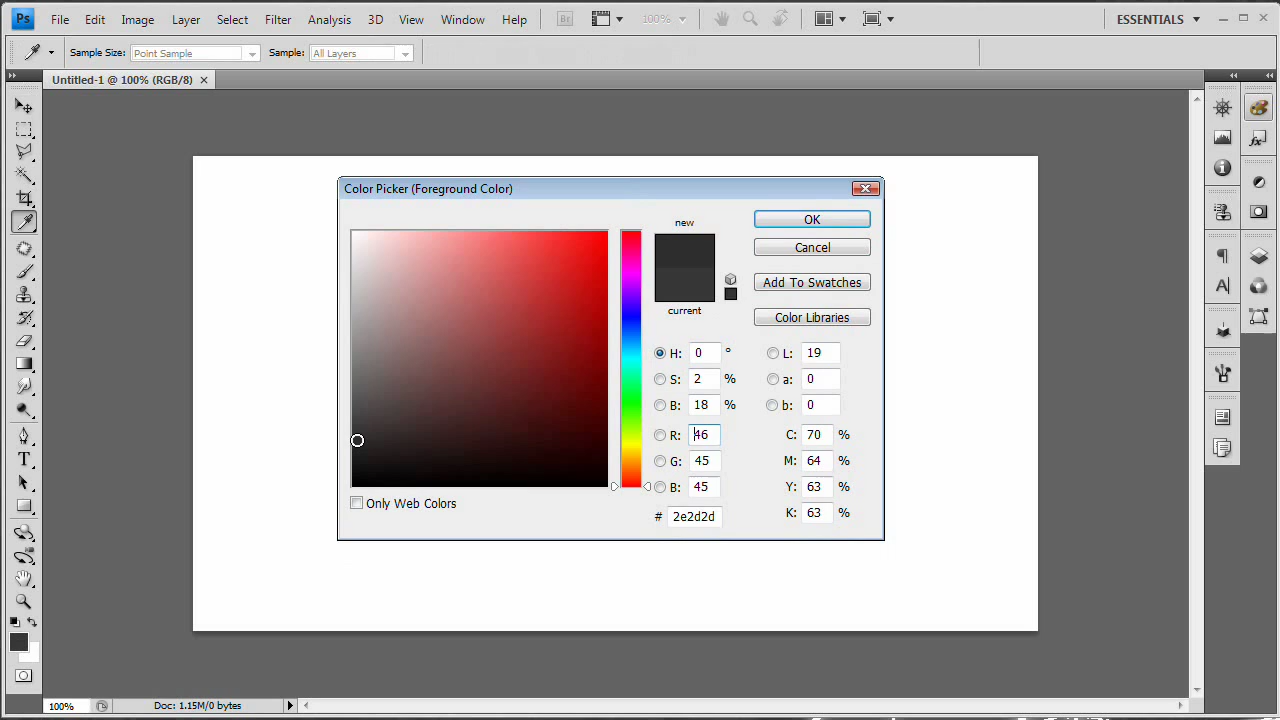 Ps File Edit Image Layer Select Filter Analysis 3D View Window Help Br 100% ESSENTIALS
Sample Size: Point Sample Sample: All Layers
Untitled-1 @ 100% (RGB/8)
Color Picker (Foreground Color)
new
current
OK
Cancel
Add To Swatches
Color Libraries
H: 0 ° L: 19
S: 2 % a: 0
B: 18 % b: 0
R: 46 C: 70 %
G: 45 M: 64 %
B: 45 Y: 63 %
# 2e2d2d K: 63 %
Only Web Colors
100% Doc: 1.15M/0 bytes